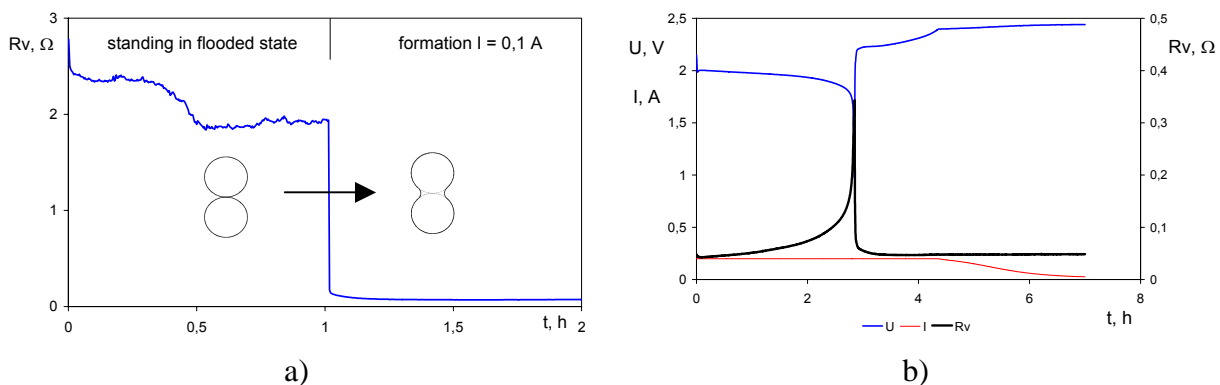 3
Rv, Ω
standing in flooded state
formation I = 0,1 A
2
1
0
0 0,5 1 1,5 2
t, h
a)
2,5
U, V
2
I, A
1,5
1
0,5
0
0,5
Rv, Ω
0,4
0,3
0,2
0,1
0
0 2 4 6 8
t, h
U I Rv
b)